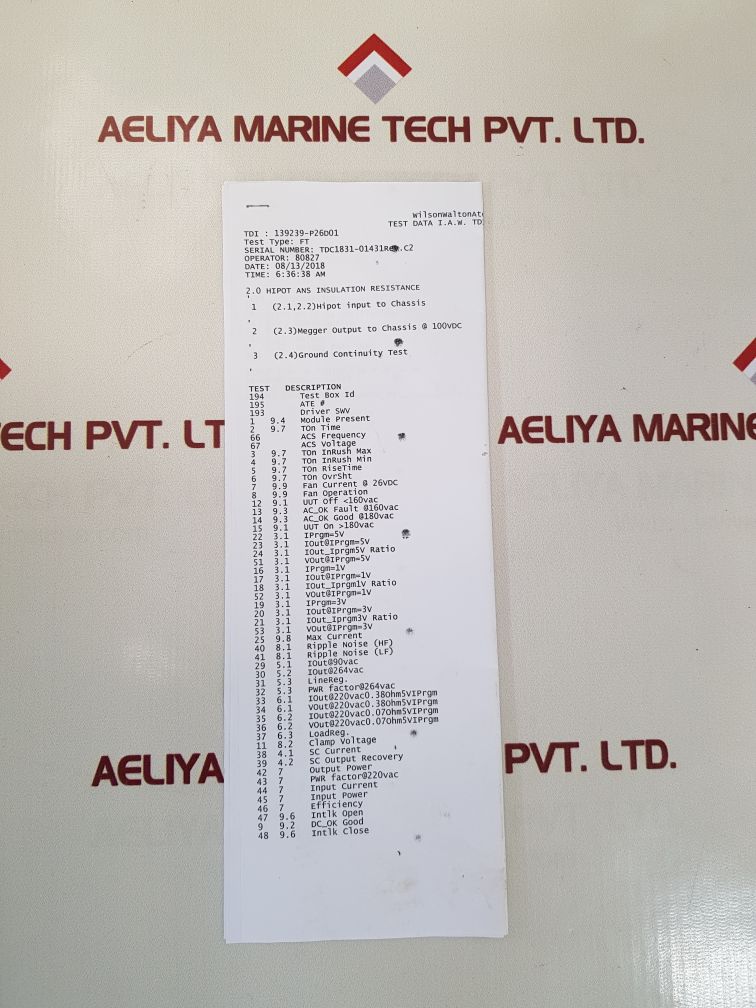 AELIYA MARINE TECH PVT. LTD.
WilsonWaltonAt
TEST DATA I.A.W. TD
TDI : 139239-P26D01
Test Type: FT
SERIAL NUMBER: TDC1831-01431Rev.C2
OPERATOR: 80827
DATE: 08/13/2018
TIME: 6:36:38 AM
2.0 HIPOT ANS INSULATION RESISTANCE
1 (2.1,2.2)Hipot input to Chassis
2 (2.3)Megger Output to Chassis @ 100VDC
3 (2.4)Ground Continuity Test
TEST DESCRIPTION
194 Test Box Id
195 ATE #
193 Driver SWV
1 9.4 Module Present
2 9.7 TOn Time
66 ACS Frequency
67 ACS Voltage
3 9.7 TOn InRush Max
4 9.7 TOn InRush Min
5 9.7 TOn RiseTime
6 9.7 TOn OvrSht
7 9.9 Fan Current @ 26VDC
8 9.9 Fan Operation
12 9.1 UUT Off <160vac
13 9.3 AC_OK Fault @160vac
14 9.3 AC_OK Good @180vac
15 9.1 UUT On >180vac
22 3.1 IPrgm=5V
23 3.1 IOut@IPrgm=5V
24 3.1 IOut_Iprgm5V Ratio
51 3.1 VOut@IPrgm=5V
16 3.1 IPrgm=1V
17 3.1 IOut@IPrgm=1V
18 3.1 IOut_Iprgm1V Ratio
52 3.1 VOut@IPrgm=1V
19 3.1 IPrgm=3V
20 3.1 IOut@IPrgm=3V
21 3.1 IOut_Iprgm3V Ratio
53 3.1 VOut@IPrgm=3V
25 9.8 Max Current
40 8.1 Ripple Noise (HF)
41 8.1 Ripple Noise (LF)
29 5.1 IOut@90vac
30 5.2 IOut@264vac
31 5.3 LineReg.
32 5.3 PWR factor@264vac
33 6.1 IOut@220vac0.38Ohm5VIPrgm
34 6.1 VOut@220vac0.38Ohm5VIPrgm
35 6.2 IOut@220vac0.07Ohm5VIPrgm
36 6.2 VOut@220vac0.07Ohm5VIPrgm
37 6.3 LoadReg.
11 8.2 Clamp Voltage
38 4.1 SC Current
39 4.2 SC Output Recovery
42 7 Output Power
43 7 PWR factor@220vac
44 7 Input Current
45 7 Input Power
46 7 Efficiency
47 9.6 Intlk Open
9 9.2 DC_OK Good
48 9.6 Intlk Close
TECH PVT. LT
AELIYA MARINE
AELIYA
PVT. LTD.